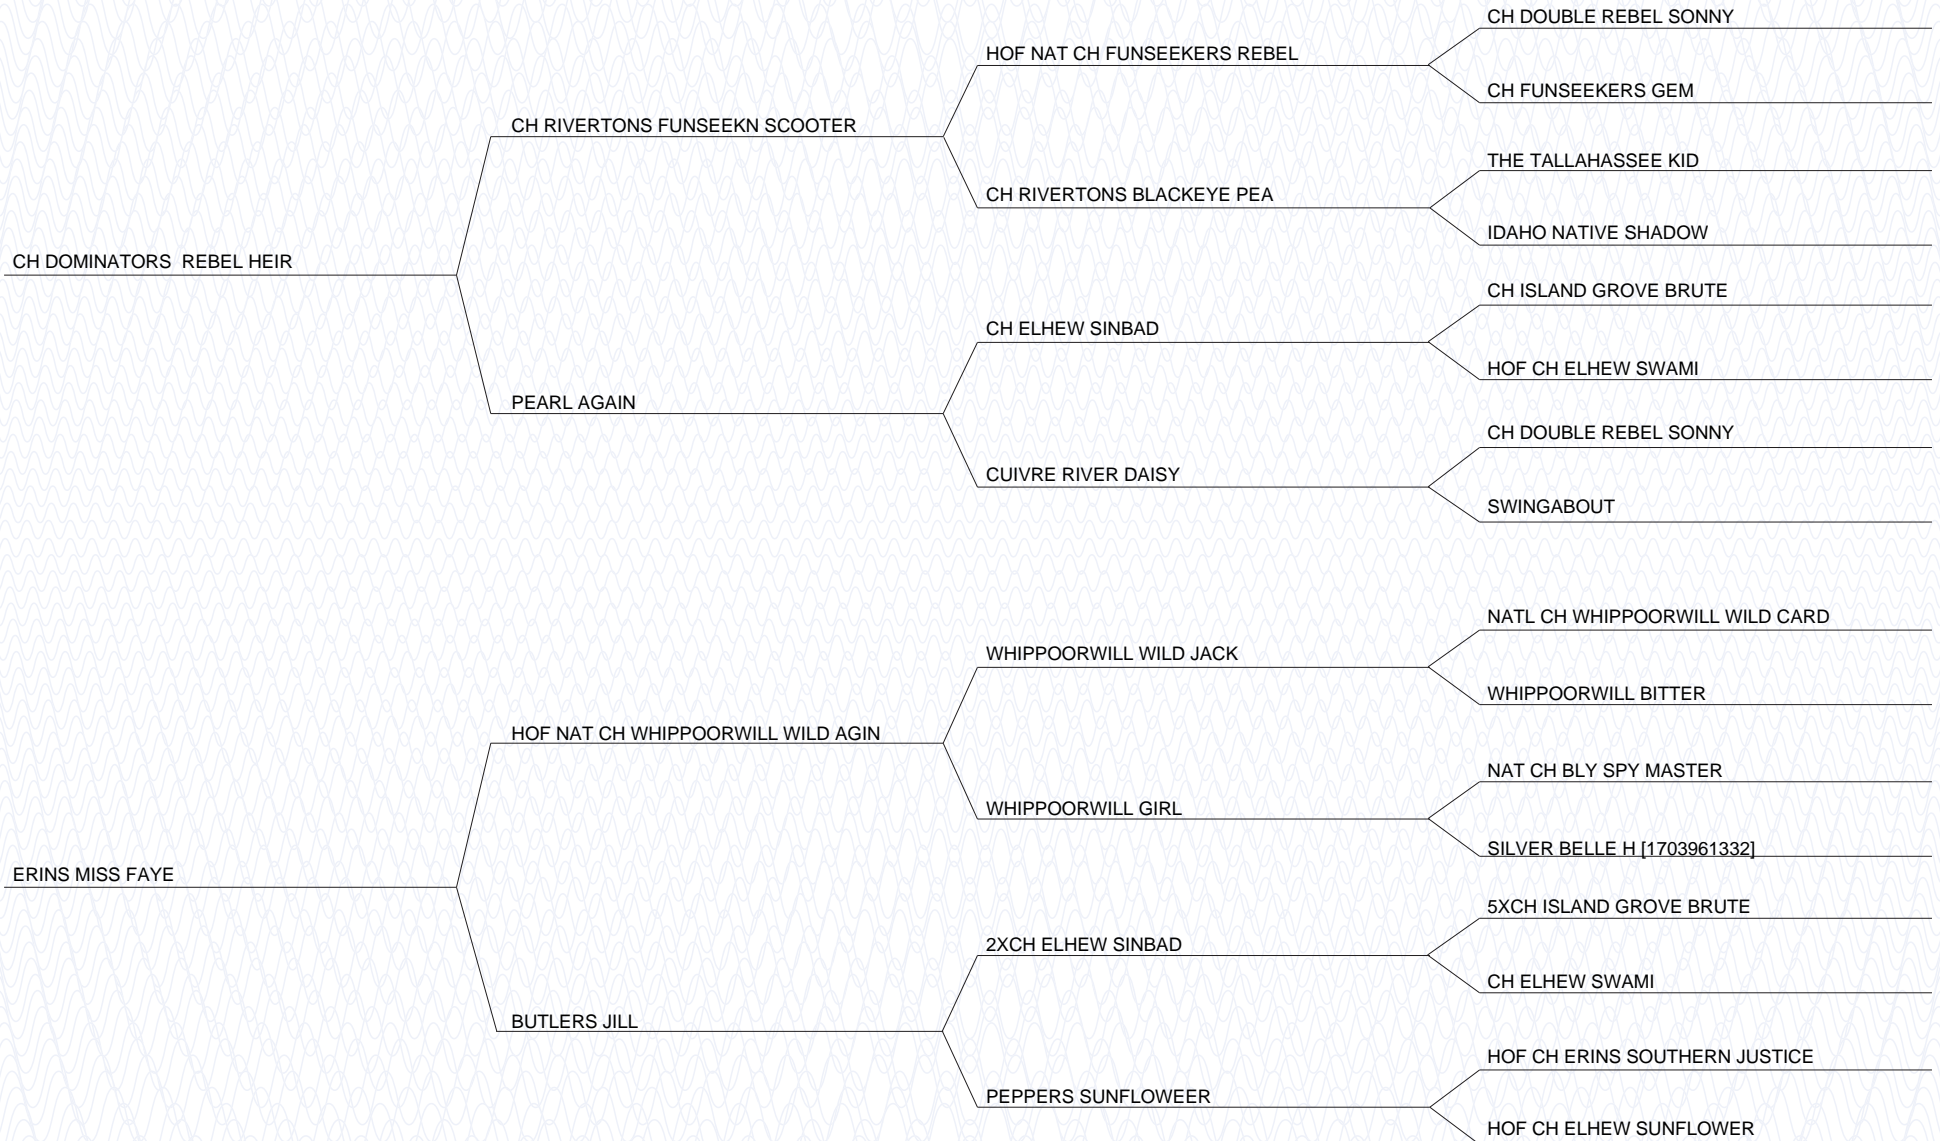 CH DOUBLE REBEL SONNY
HOF NAT CH FUNSEEKERS REBEL
CH FUNSEEKERS GEM
CH RIVERTONS FUNSEEKN SCOOTER
THE TALLAHASSEE KID
CH RIVERTONS BLACKEYE PEA
IDAHO NATIVE SHADOW
CH DOMINATORS  REBEL HEIR
CH ISLAND GROVE BRUTE
CH ELHEW SINBAD
HOF CH ELHEW SWAMI
PEARL AGAIN
CH DOUBLE REBEL SONNY
CUIVRE RIVER DAISY
SWINGABOUT
NATL CH WHIPPOORWILL WILD CARD
WHIPPOORWILL WILD JACK
WHIPPOORWILL BITTER
HOF NAT CH WHIPPOORWILL WILD AGIN
NAT CH BLY SPY MASTER
WHIPPOORWILL GIRL
SILVER BELLE H [1703961332]
ERINS MISS FAYE
5XCH ISLAND GROVE BRUTE
2XCH ELHEW SINBAD
CH ELHEW SWAMI
BUTLERS JILL
HOF CH ERINS SOUTHERN JUSTICE
PEPPERS SUNFLOWEER
HOF CH ELHEW SUNFLOWER